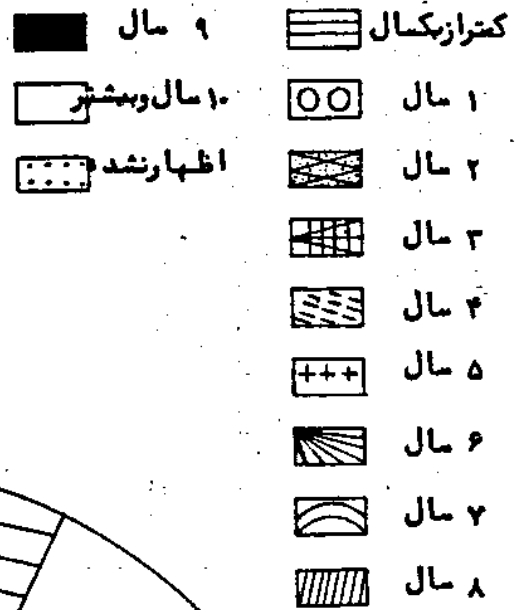 کمتر از یکسال
۱ سال
۲ سال
۳ سال
۴ سال
۵ سال
۶ سال
۷ سال
۸ سال
۹ سال
۱۰ سال و بیشتر
اظهار نشده